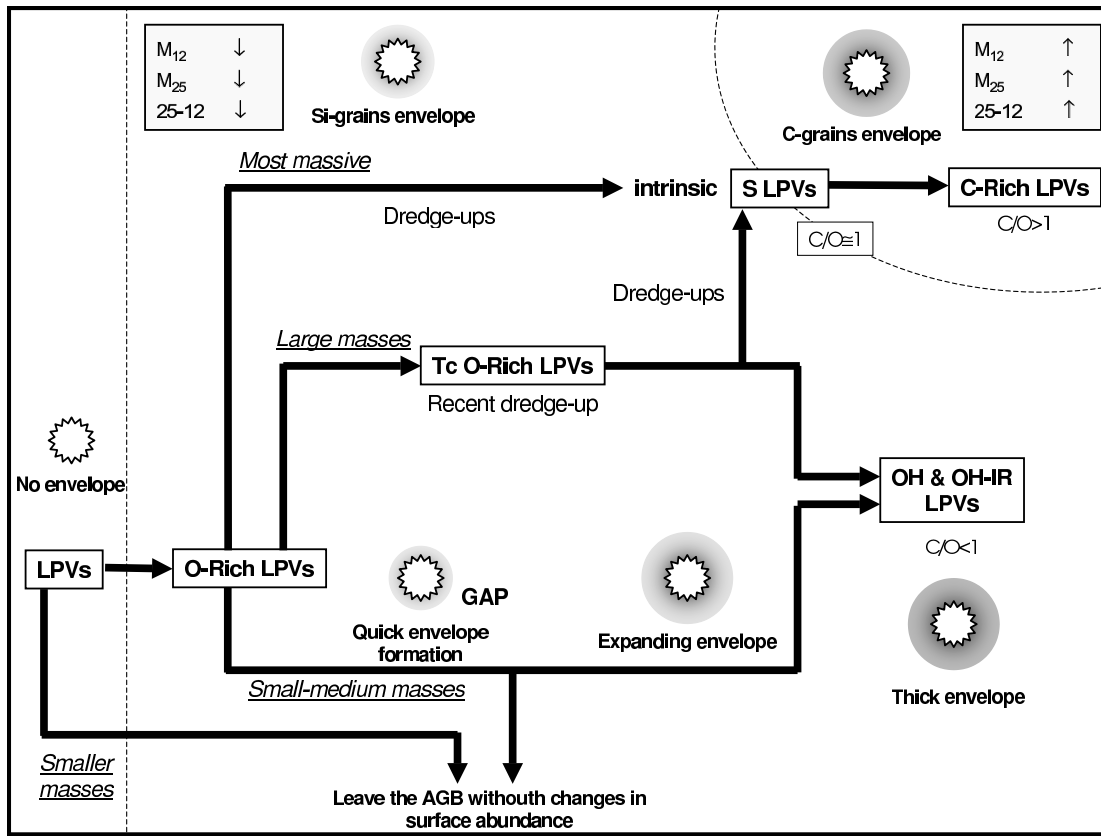 M12 ↓
M25 ↓
25-12 ↓
Si-grains envelope
C-grains envelope
M12 ↑
M25 ↑
25-12 ↑
Most massive
Dredge-ups
intrinsic
S LPVs
C-Rich LPVs
C/O>1
C/O≅1
Dredge-ups
Large masses
Tc O-Rich LPVs
Recent dredge-up
No envelope
OH & OH-IR
LPVs
C/O<1
LPVs
O-Rich LPVs
GAP
Quick envelope
formation
Expanding envelope
Thick envelope
Small-medium masses
Smaller
masses
Leave the AGB withouth changes in
surface abundance